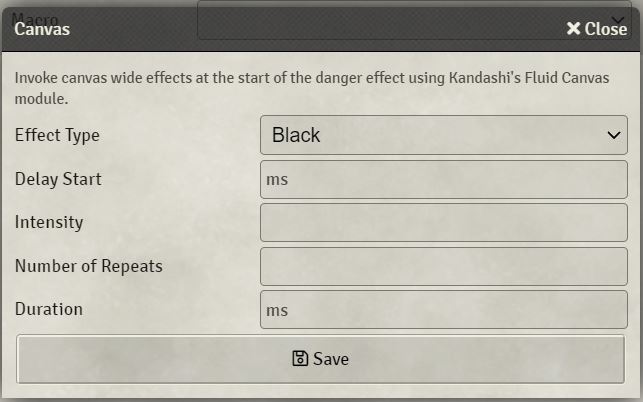 Macro
Canvas
Close
Invoke canvas wide effects at the start of the danger effect using Kandashi's Fluid Canvas
module.
Effect Type
Black
Delay Start
ms
Intensity
Number of Repeats
Duration
ms
Save